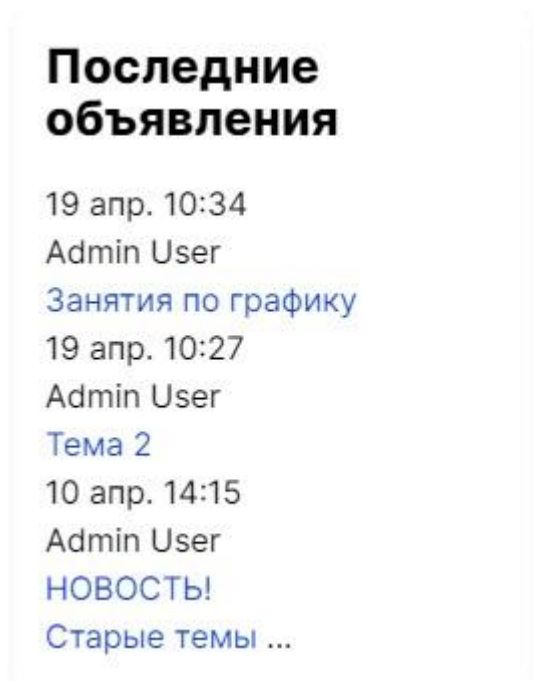 Последние
объявления
19 апр. 10:34
Admin User
Занятия по графику
19 апр. 10:27
Admin User
Тема 2
10 апр. 14:15
Admin User
НОВОСТЬ!
Старые темы ...